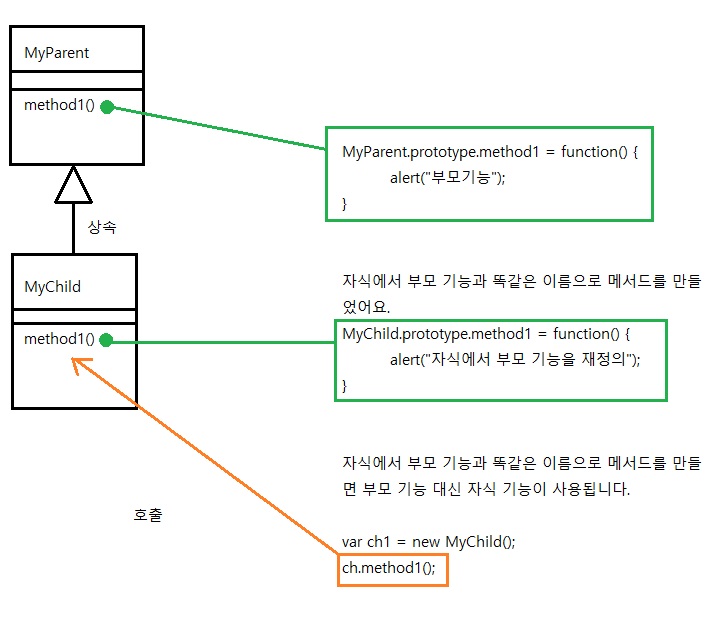 MyParent
method1()
MyParent.prototype.method1 = function() {
alert("부모기능");
}
상속
MyChild
method1()
자식에서 부모 기능과 똑같은 이름으로 메서드를 만들
었어요.
MyChild.prototype.method1 = function() {
alert("자식에서 부모 기능을 재정의");
}
자식에서 부모 기능과 똑같은 이름으로 메서드를 만들
면 부모 기능 대신 자식 기능이 사용됩니다.
호출
var ch1 = new MyChild();
ch.method1();